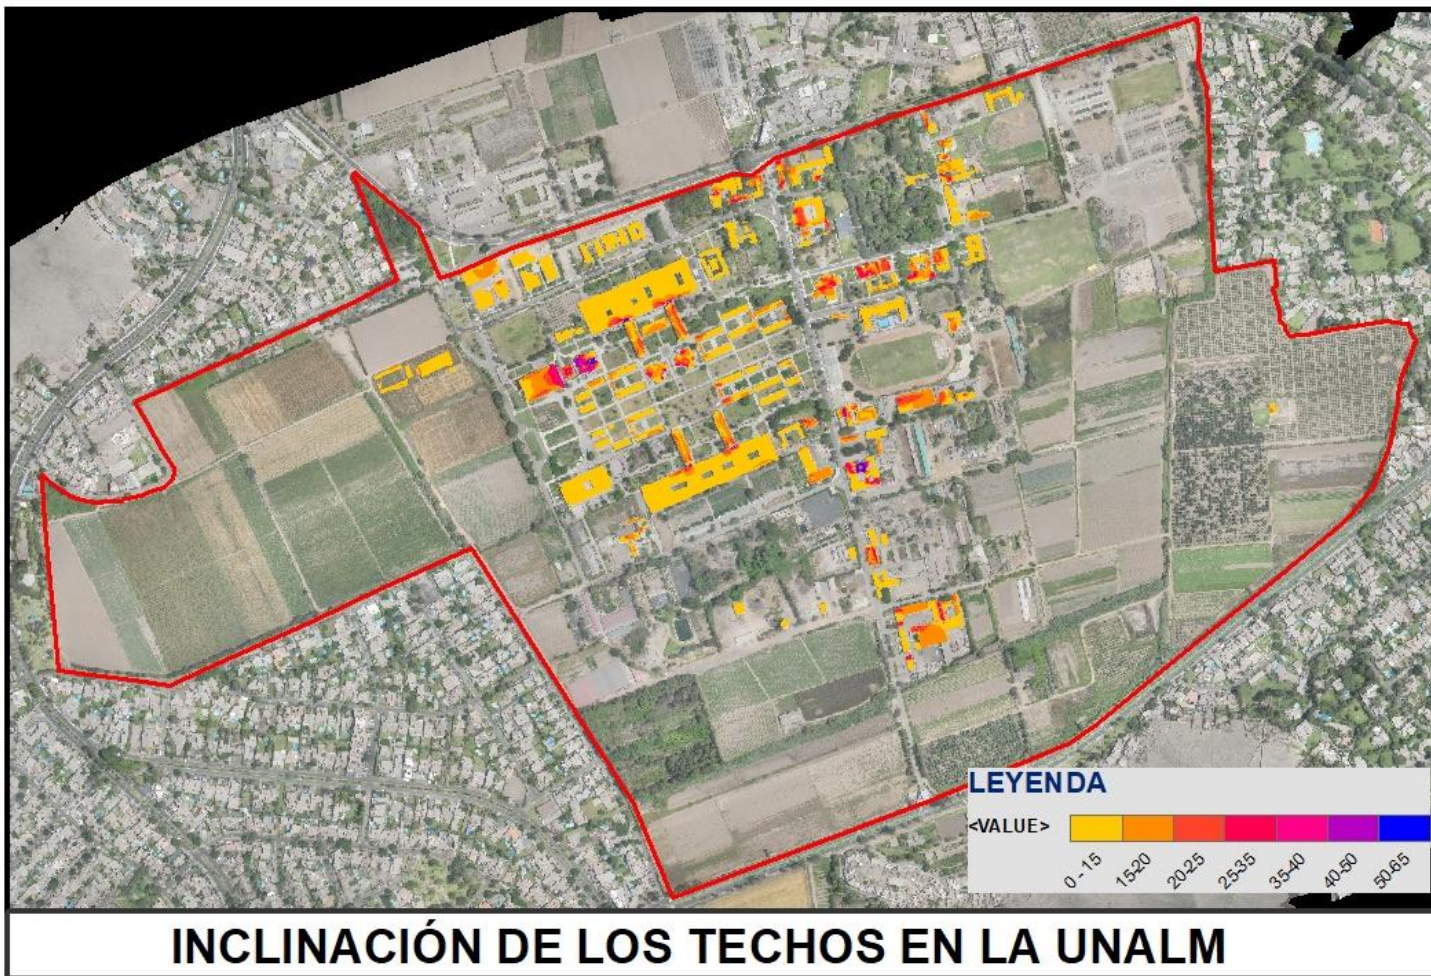 LEYENDA
<VALUE>
0 - 15
15-20
20-25
25-35
35-40
40-50
50-65
INCLINACIÓN DE LOS TECHOS EN LA UNALM